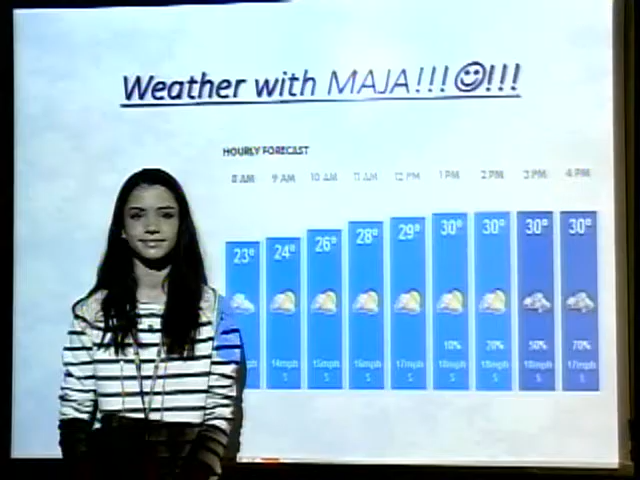 Weather with MAJA!!!☺!!!
HOURLY FORECAST
8 AM 9 AM 10 AM 11 AM 12 PM 1 PM 2 PM 3 PM 4 PM
23° 24° 26° 28° 29° 30° 30° 30° 30°
10% 20% 50% 70%
14mph 15mph 16mph 17mph 18mph 18mph 18mph 17mph
S S S S S S S S